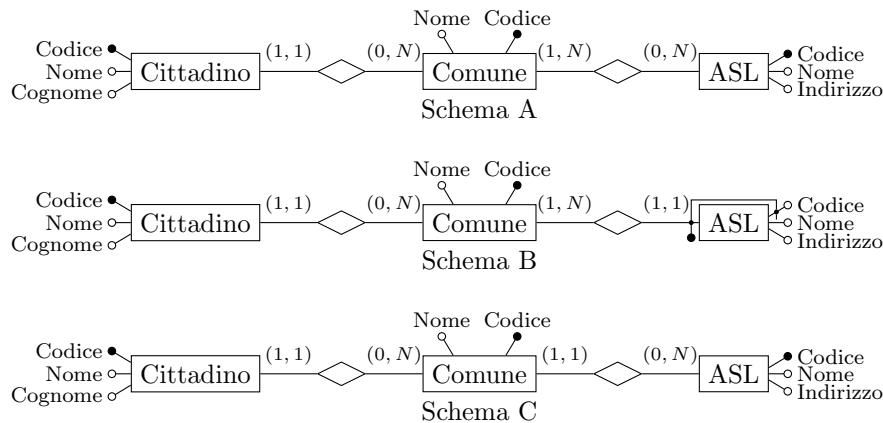 Nome Codice
Codice (1, 1) (0, N) (1, N) (0, N) Codice
Nome Cittadino Comune ASL Nome
Cognome Indirizzo
Schema A
Nome Codice
Codice (1, 1) (0, N) (1, N) (1, 1) Codice
Nome Cittadino Comune ASL Nome
Cognome Indirizzo
Schema B
Nome Codice
Codice (1, 1) (0, N) (1, 1) (0, N) Codice
Nome Cittadino Comune ASL Nome
Cognome Indirizzo
Schema C